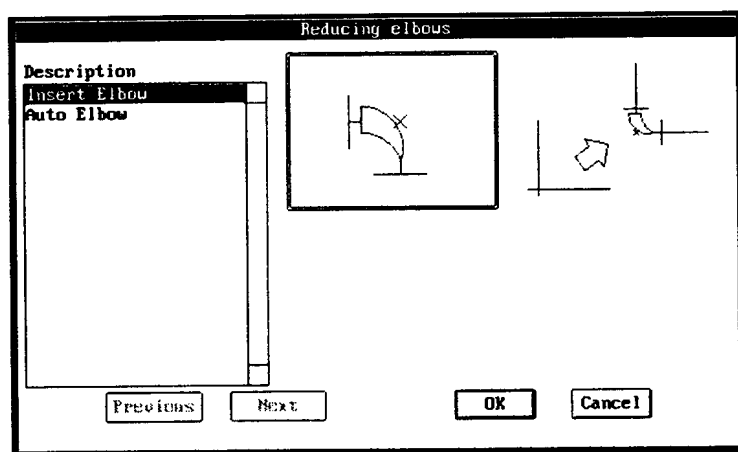 Reducing elbows
Description
Insert Elbow
Auto Elbow
Previous
Next
OK
Cancel